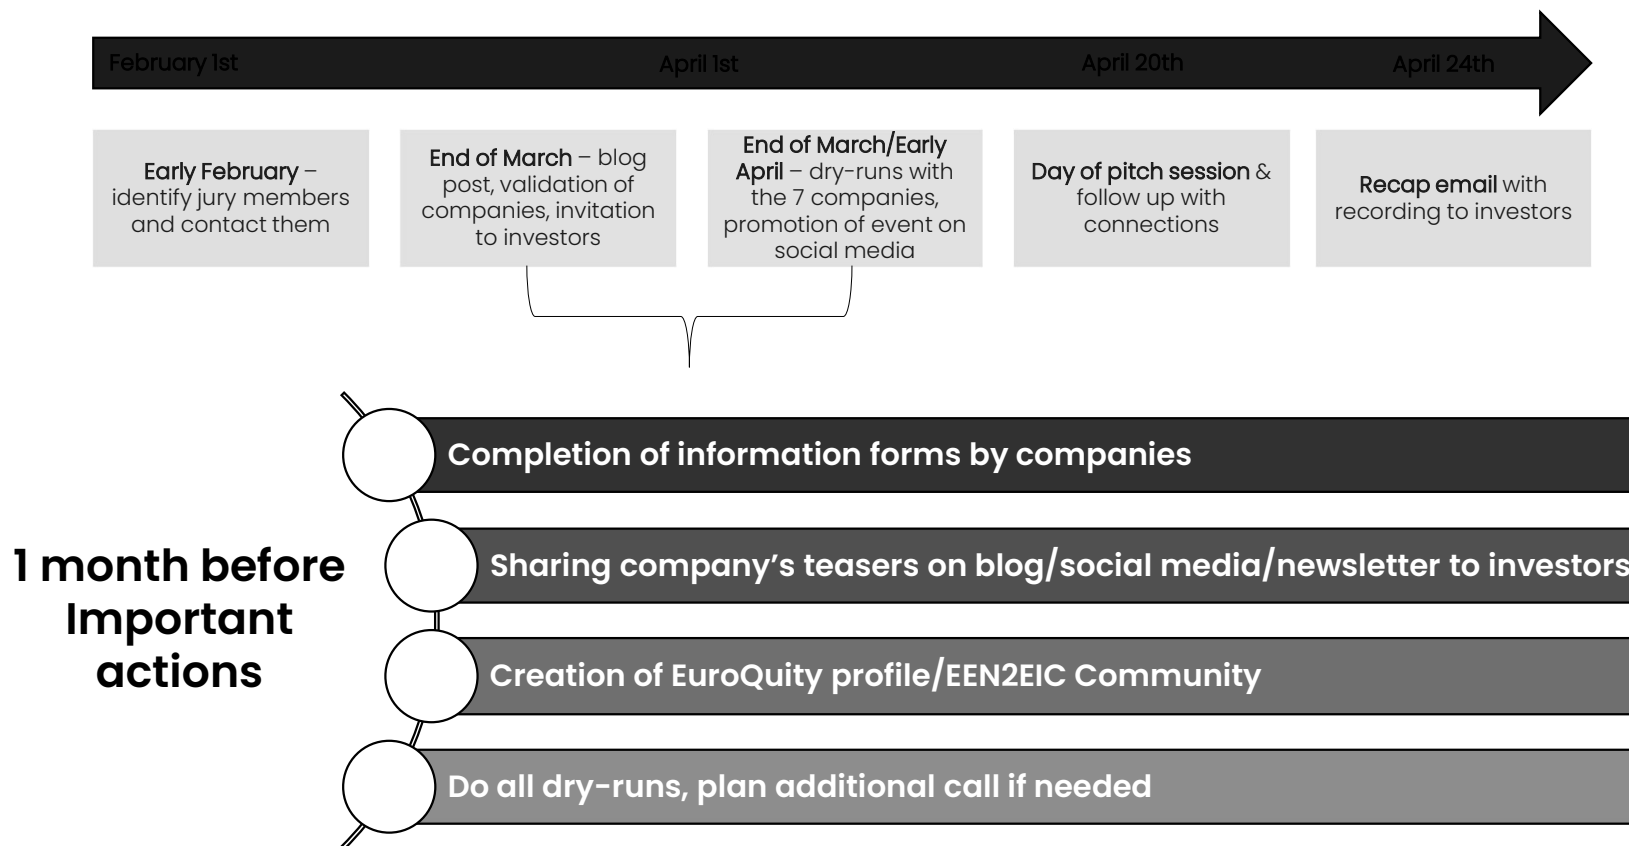 February 1st
April 1st
April 20th
April 24th
Early February –
identify jury members
and contact them
End of March – blog
post, validation of
companies, invitation
to investors
End of March/Early
April – dry-runs with
the 7 companies,
promotion of event on
social media
Day of pitch session &
follow up with
connections
Recap email with
recording to investors
1 month before
Important
actions
Completion of information forms by companies
Sharing company’s teasers on blog/social media/newsletter to investors
Creation of EuroQuity profile/EEN2EIC Community
Do all dry-runs, plan additional call if needed